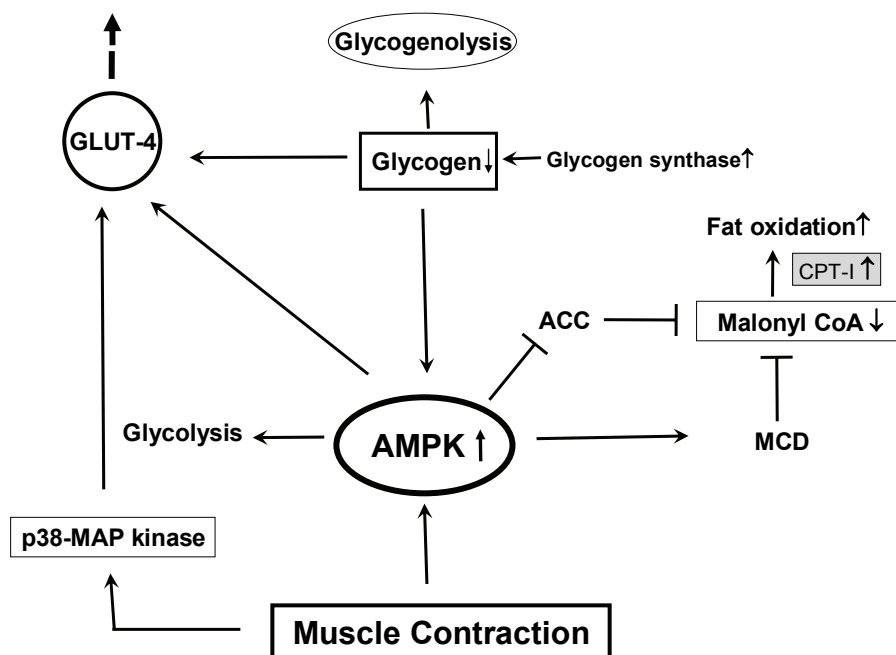 Glycogenolysis
GLUT-4
Glycogen↓
Glycogen synthase↑
Fat oxidation↑
CPT-I ↑
ACC
Malonyl CoA ↓
Glycolysis
AMPK ↑
MCD
p38-MAP kinase
Muscle Contraction